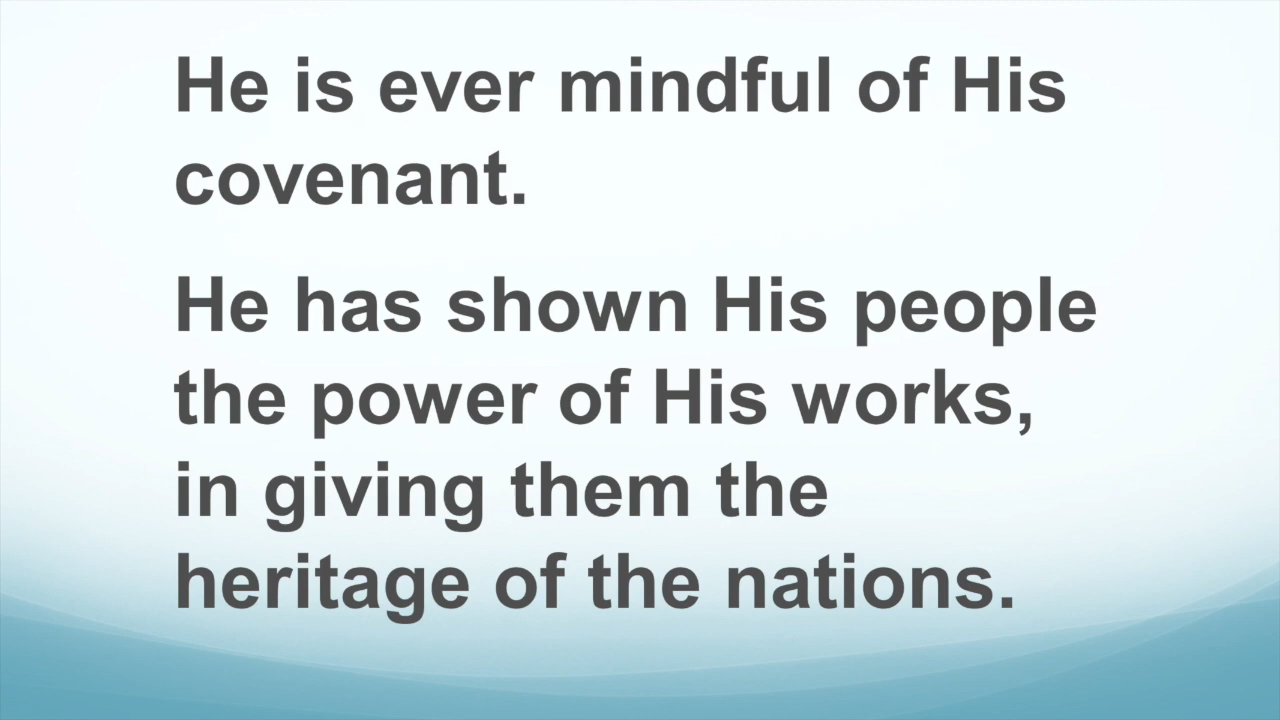 He is ever mindful of His
covenant.
He has shown His people
the power of His works,
in giving them the
heritage of the nations.